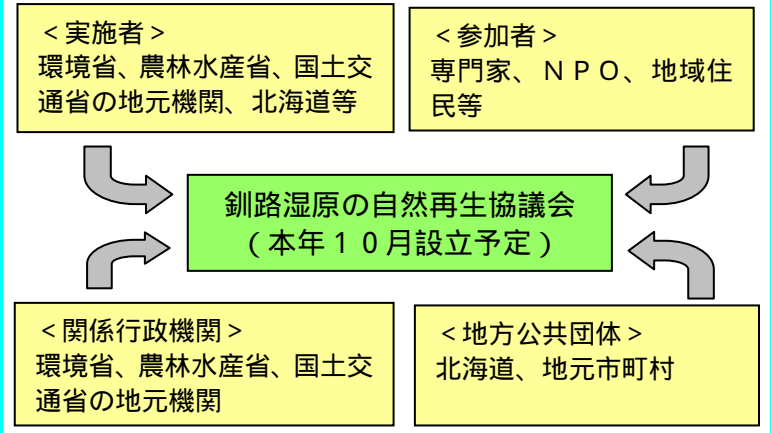 ＜実施者＞
環境省、農林水産省、国土交
通省の地元機関、北海道等
＜参加者＞
専門家、ＮＰＯ、地域住
民等
釧路湿原の自然再生協議会
（本年１０月設立予定）
＜関係行政機関＞
環境省、農林水産省、国土交
通省の地元機関
＜地方公共団体＞
北海道、地元市町村